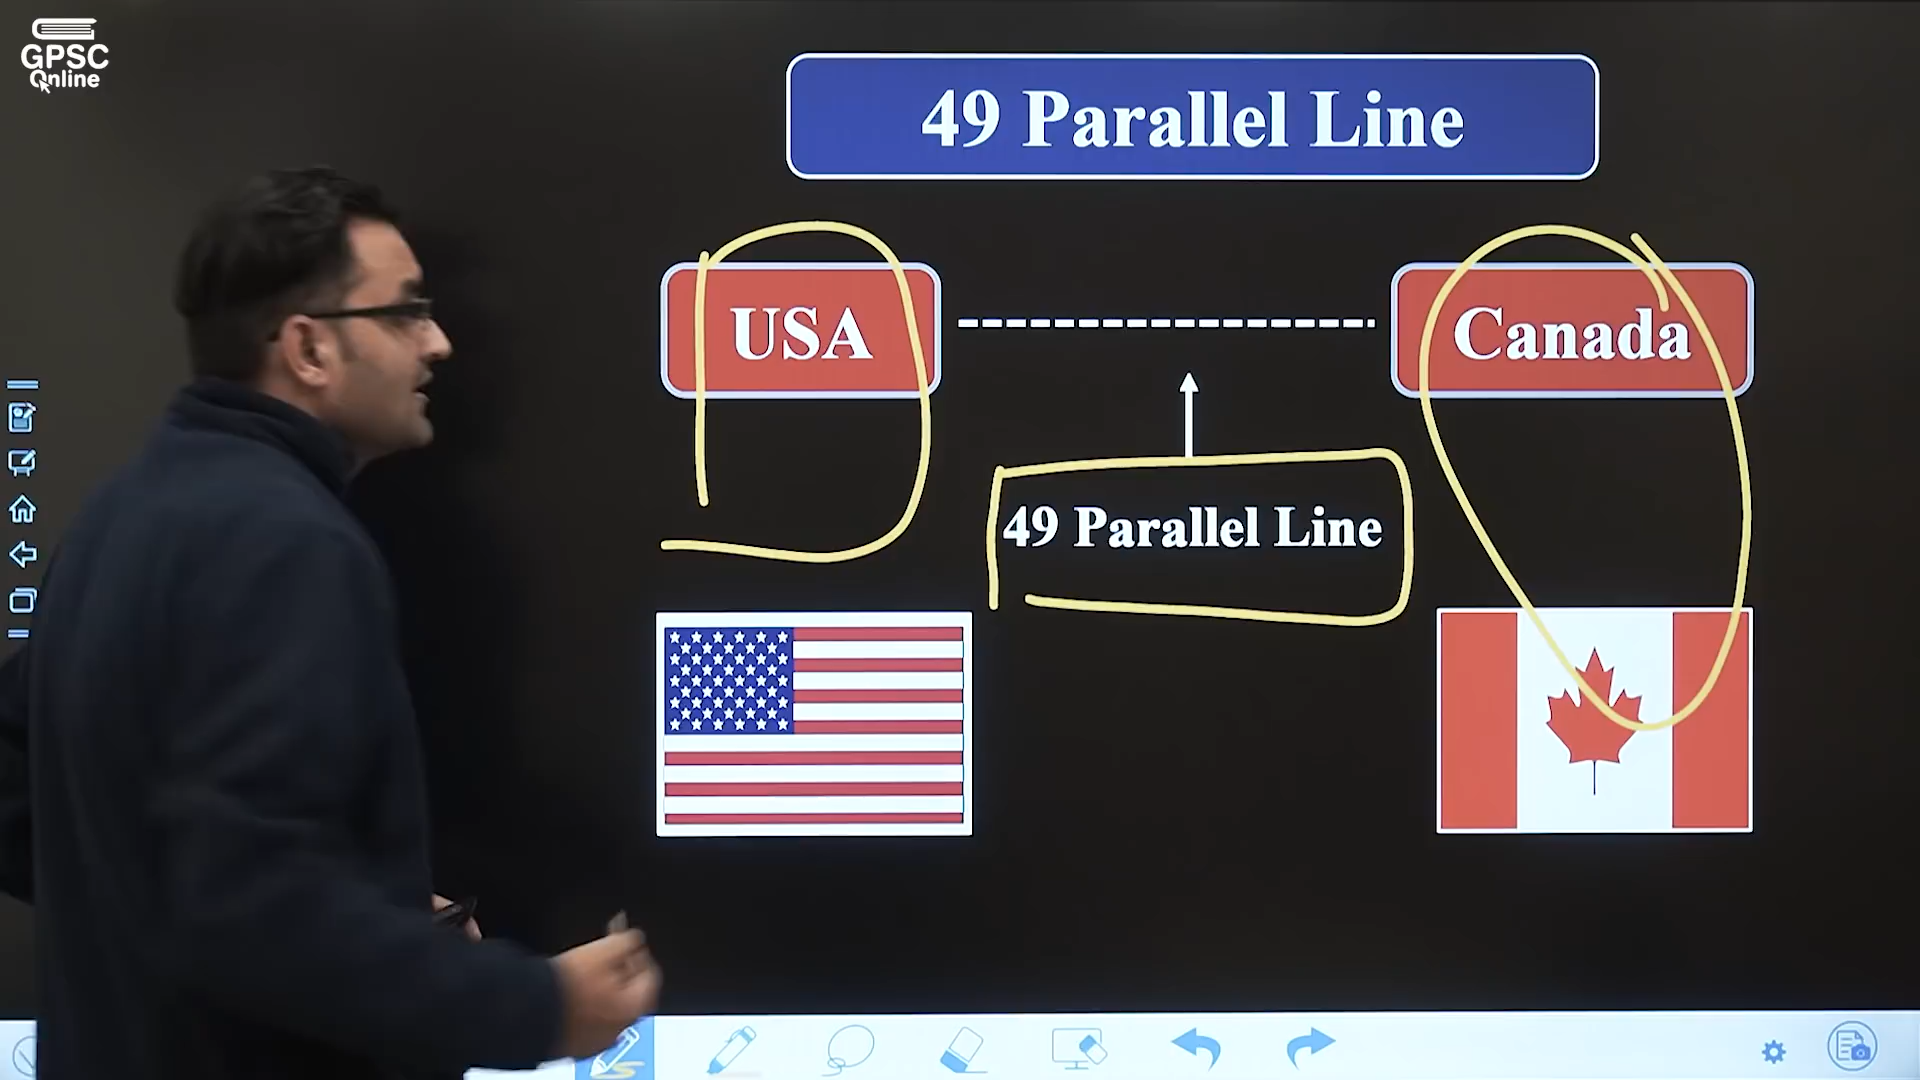 GPSC
Online
49 Parallel Line
USA
Canada
49 Parallel Line